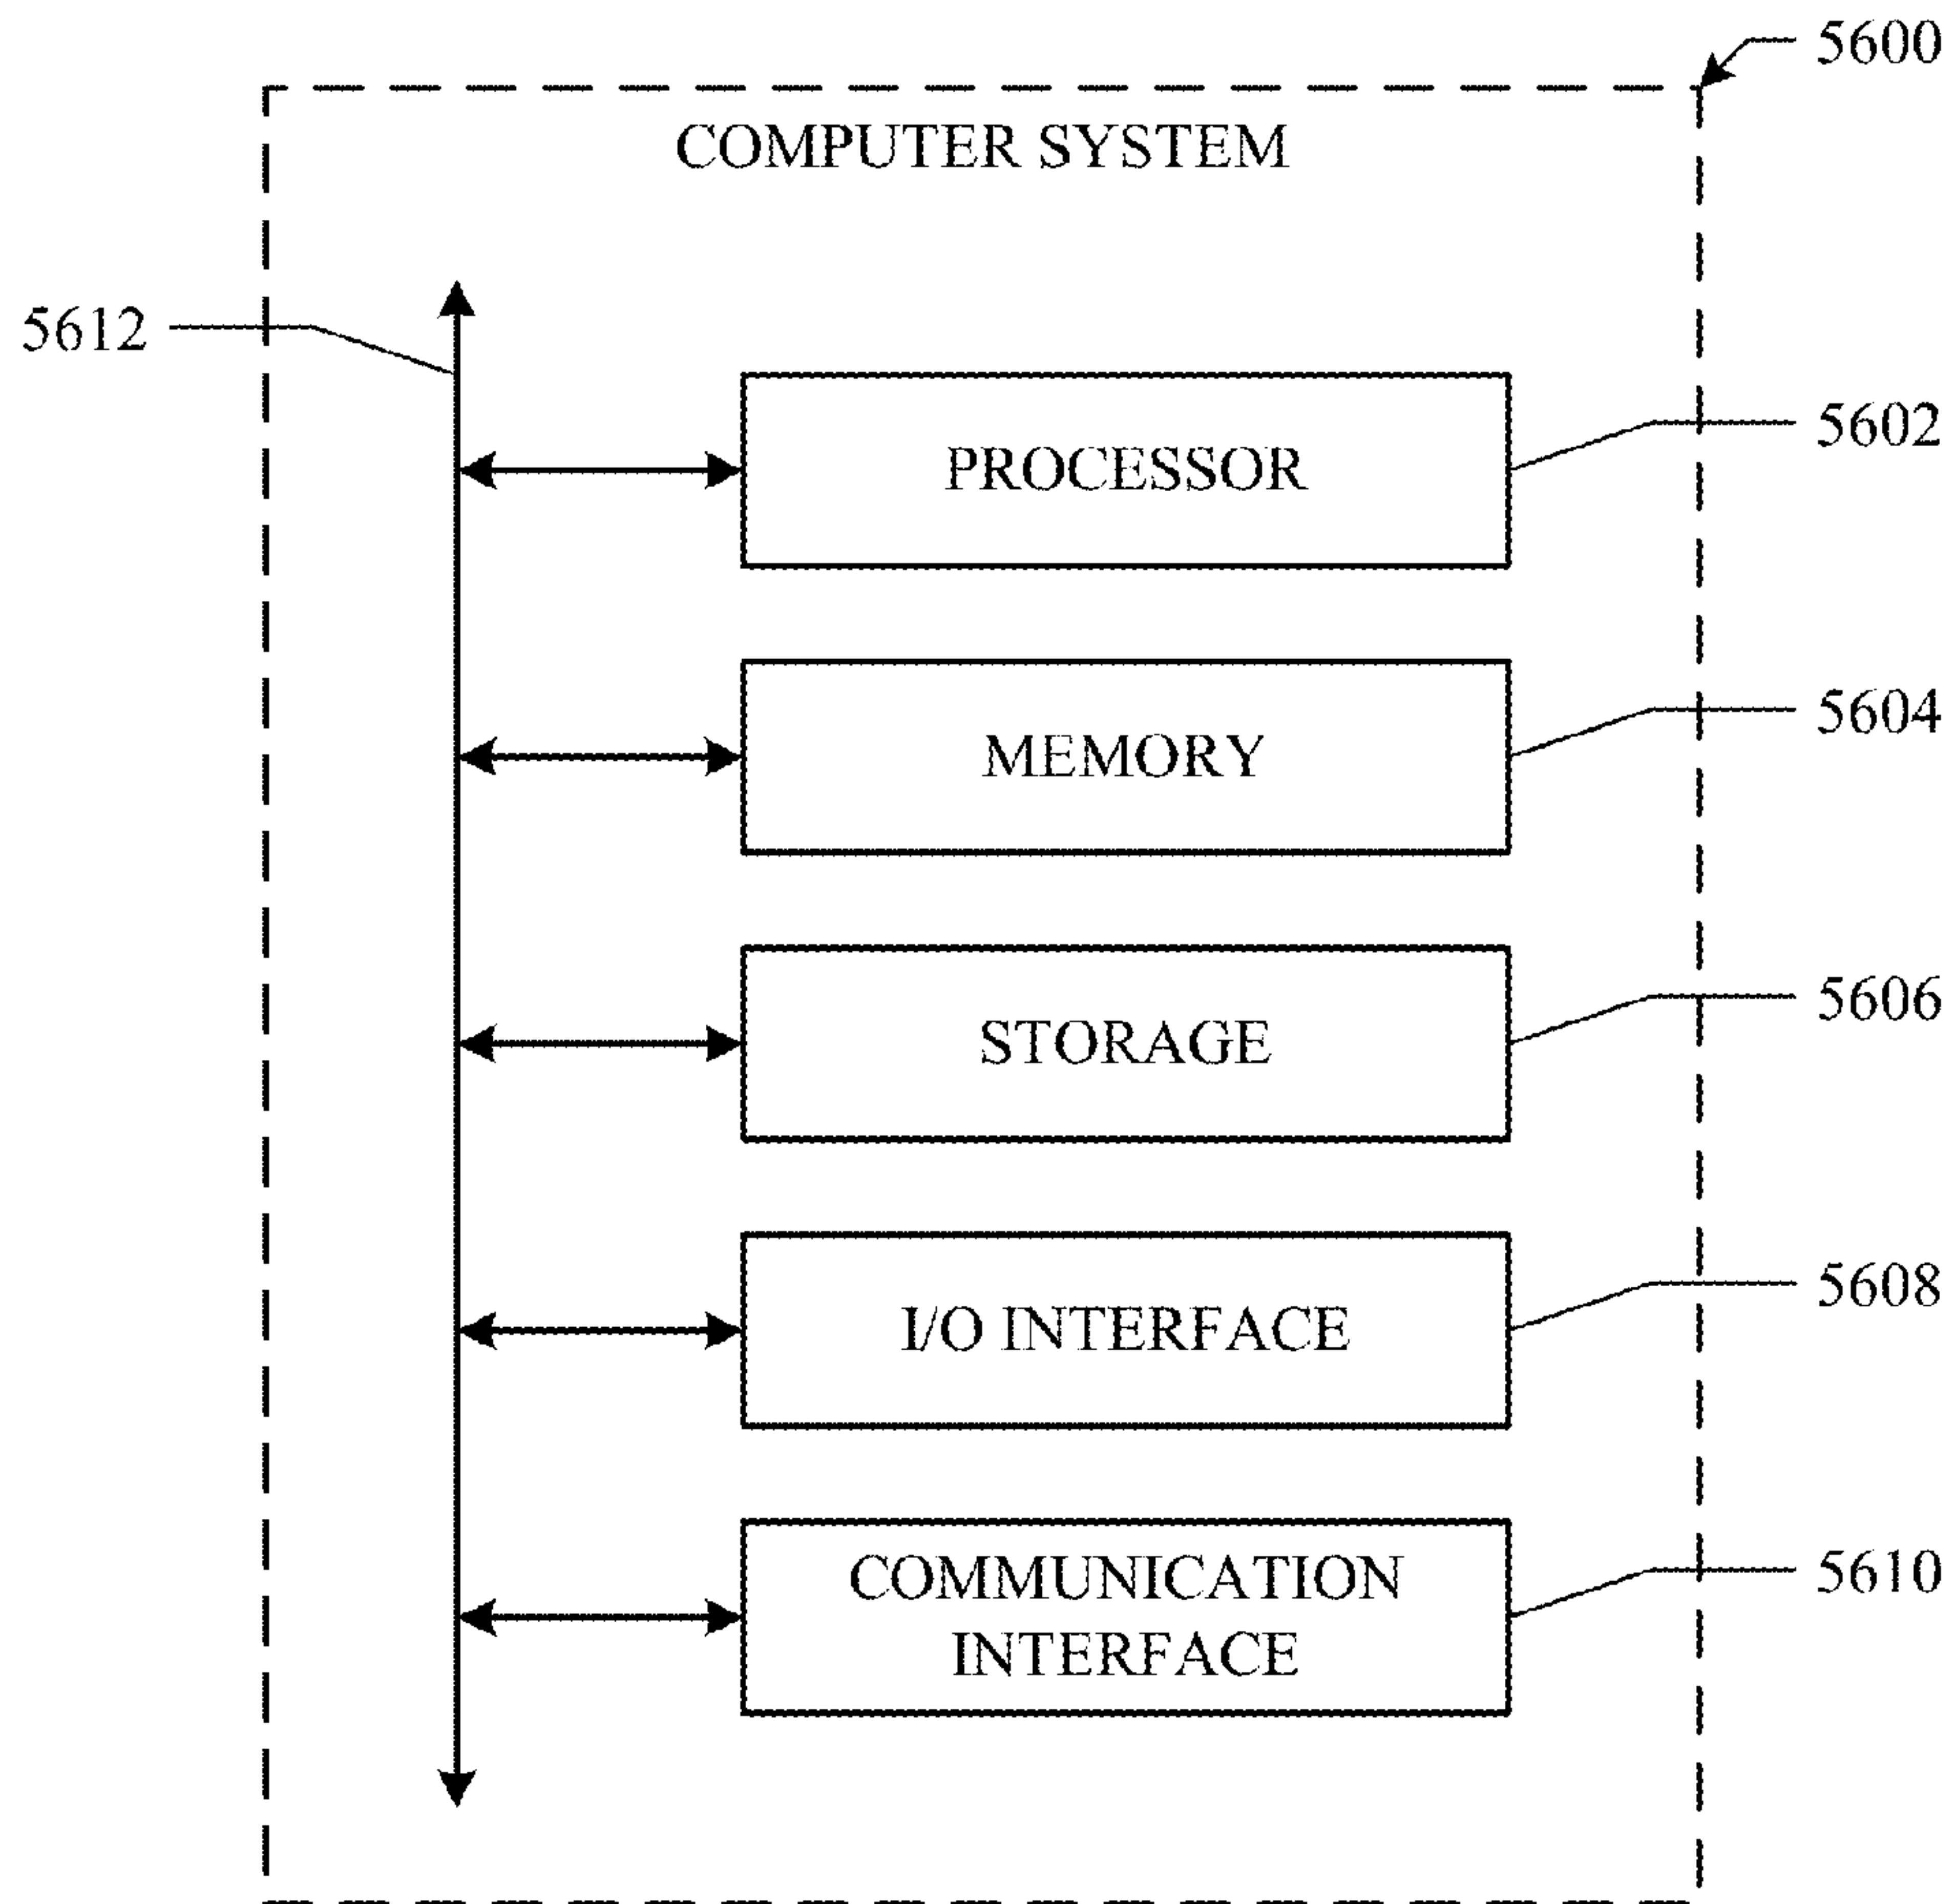 5600
COMPUTER SYSTEM
5612
PROCESSOR
5602
MEMORY
5604
STORAGE
5606
I/O INTERFACE
5608
COMMUNICATION
INTERFACE
5610